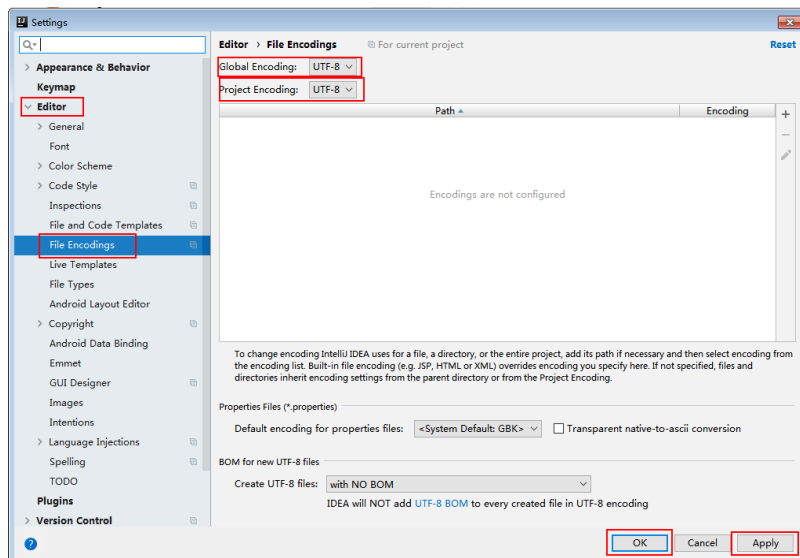 Settings
Appearance & Behavior
Keymap
Editor
General
Font
Color Scheme
Code Style
Inspections
File and Code Templates
File Encodings
Live Templates
File Types
Android Layout Editor
Copyright
Android Data Binding
Emmet
GUI Designer
Images
Intentions
Language Injections
Spelling
TODO
Plugins
Version Control
Editor > File Encodings
For current project
Reset
Global Encoding: UTF-8
Project Encoding: UTF-8
Path Encoding
Encodings are not configured
To change encoding IntelliJ IDEA uses for a file, a directory, or the entire project, add its path if necessary and then select encoding from
the encoding list. Built-in file encoding (e.g. JSP, HTML or XML) overrides encoding you specify here. If not specified, files and
directories inherit encoding settings from the parent directory or from the Project Encoding.
Properties Files (*.properties)
Default encoding for properties files: <System Default: GBK> Transparent native-to-ascii conversion
BOM for new UTF-8 files
Create UTF-8 files: with NO BOM
IDEA will NOT add UTF-8 BOM to every created file in UTF-8 encoding
?
OK Cancel Apply